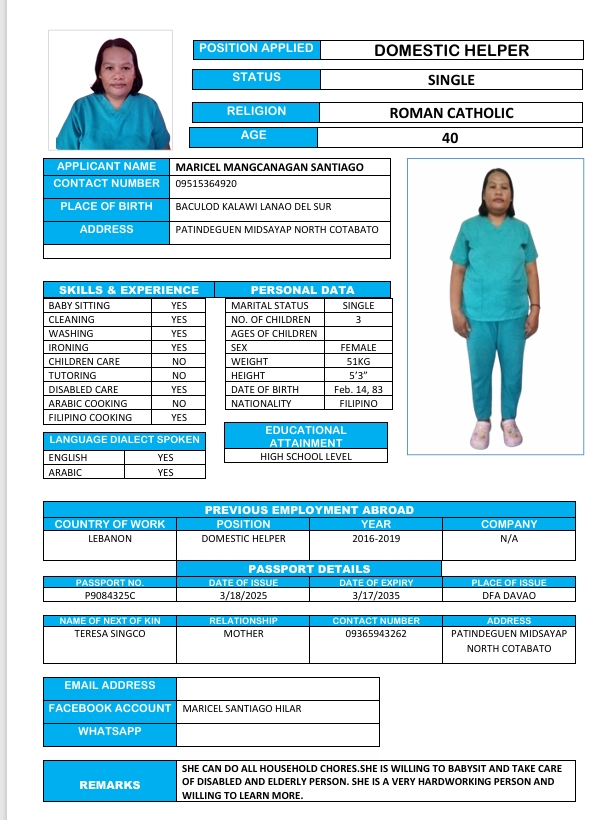 POSITION APPLIED DOMESTIC HELPER
STATUS SINGLE
RELIGION ROMAN CATHOLIC
AGE 40
APPLICANT NAME MARICEL MANGCANAGAN SANTIAGO
CONTACT NUMBER 09515364920
PLACE OF BIRTH BACULOD KALAWI LANAO DEL SUR
ADDRESS PATINDEGUEN MIDSAYAP NORTH COTABATO
SKILLS & EXPERIENCE
BABY SITTING YES
CLEANING YES
WASHING YES
IRONING YES
CHILDREN CARE NO
TUTORING NO
DISABLED CARE YES
ARABIC COOKING NO
FILIPINO COOKING YES
LANGUAGE DIALECT SPOKEN
ENGLISH YES
ARABIC YES
PERSONAL DATA
MARITAL STATUS SINGLE
NO. OF CHILDREN 3
AGES OF CHILDREN
SEX FEMALE
WEIGHT 51KG
HEIGHT 5’3”
DATE OF BIRTH Feb. 14, 83
NATIONALITY FILIPINO
EDUCATIONAL
ATTAINMENT
HIGH SCHOOL LEVEL
PREVIOUS EMPLOYMENT ABROAD
COUNTRY OF WORK POSITION YEAR COMPANY
LEBANON DOMESTIC HELPER 2016-2019 N/A
PASSPORT DETAILS
PASSPORT NO. DATE OF ISSUE DATE OF EXPIRY PLACE OF ISSUE
P9084325C 3/18/2025 3/17/2035 DFA DAVAO
NAME OF NEXT OF KIN RELATIONSHIP CONTACT NUMBER ADDRESS
TERESA SINGCO MOTHER 09365943262 PATINDEGUEN MIDSAYAP
NORTH COTABATO
EMAIL ADDRESS
FACEBOOK ACCOUNT MARICEL SANTIAGO HILAR
WHATSAPP
REMARKS
SHE CAN DO ALL HOUSEHOLD CHORES.SHE IS WILLING TO BABYSIT AND TAKE CARE
OF DISABLED AND ELDERLY PERSON. SHE IS A VERY HARDWORKING PERSON AND
WILLING TO LEARN MORE.